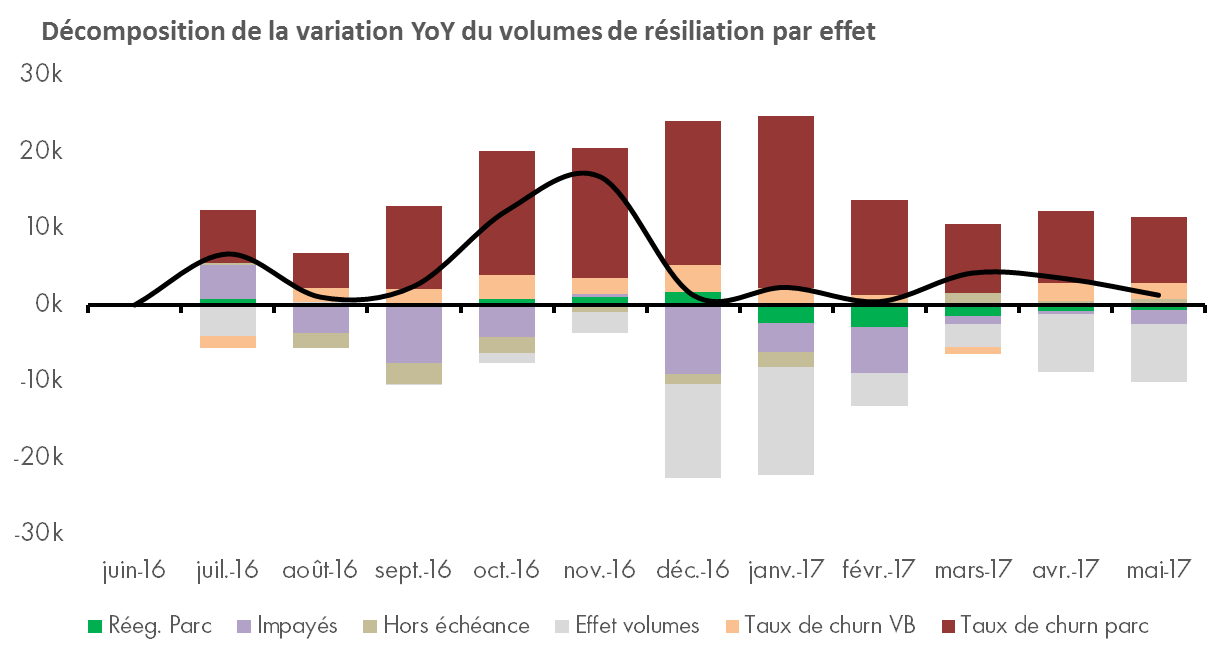 Décomposition de la variation YoY du volumes de résiliation par effet
30k
20k
10k
0k
-10k
-20k
-30k
juin-16 juil.-16 août-16 sept.-16 oct.-16 nov.-16 déc.-16 janv.-17 févr.-17 mars-17 avr.-17 mai-17
Réeg. Parc Impayés Hors échéance Effet volumes Taux de churn VB Taux de churn parc